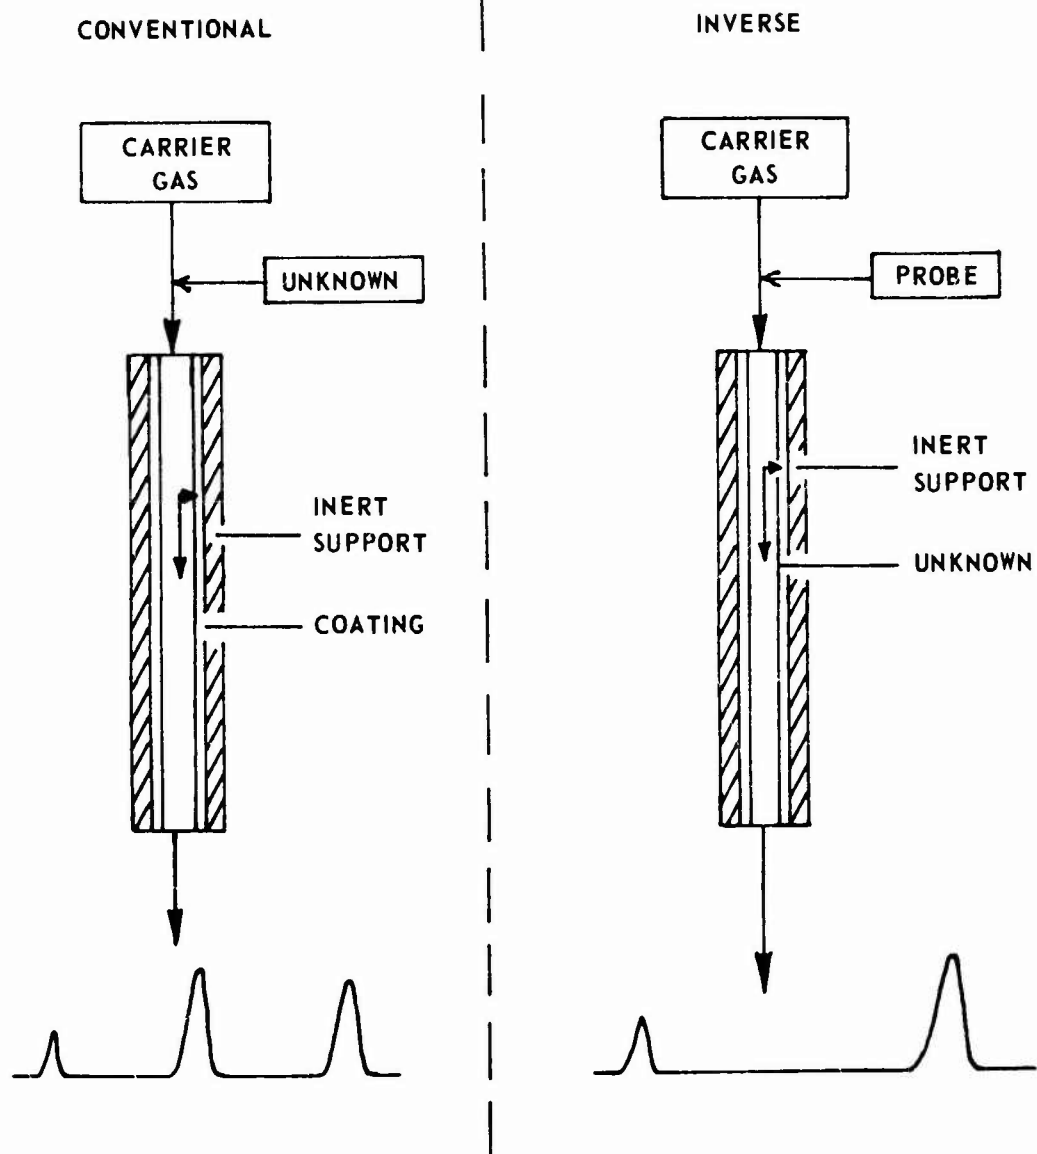 CONVENTIONAL
CARRIER
GAS
UNKNOWN
INERT
SUPPORT
COATING
INVERSE
CARRIER
GAS
PROBE
INERT
SUPPORT
UNKNOWN